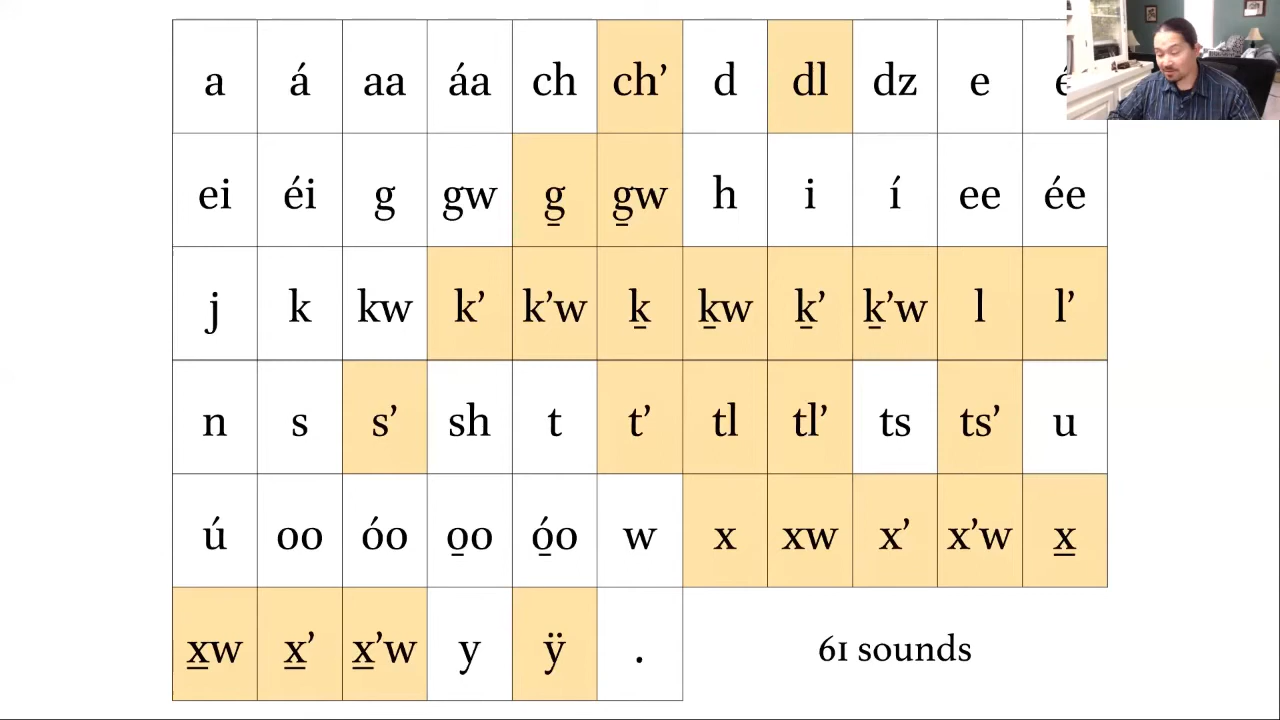 a á aa áa ch ch’ d dl dz e é
ei éi g gw g̲ g̲w h i í ee ée
j k kw k’ k’w ḵ ḵw ḵ’ ḵ’w l l’
n s s’ sh t t’ tl tl’ ts ts’ u
ú oo óo o̲o ó̲o w x xw x’ x’w x̲
x̲w x̲’ x̲’w y ÿ . 61 sounds